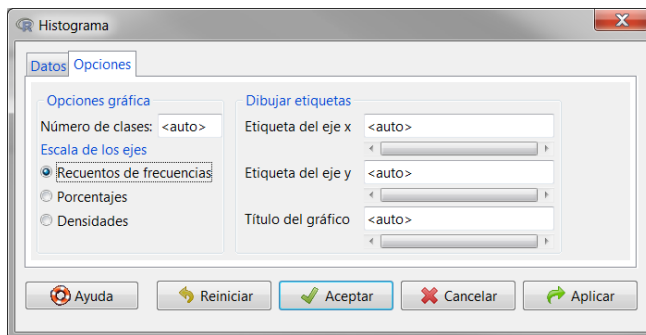 Histograma
Datos Opciones
Opciones gráfica
Número de clases: <auto>
Escala de los ejes
Recuentos de frecuencias
Porcentajes
Densidades
Dibujar etiquetas
Etiqueta del eje x <auto>
Etiqueta del eje y <auto>
Título del gráfico <auto>
Ayuda Reiniciar Aceptar Cancelar Aplicar